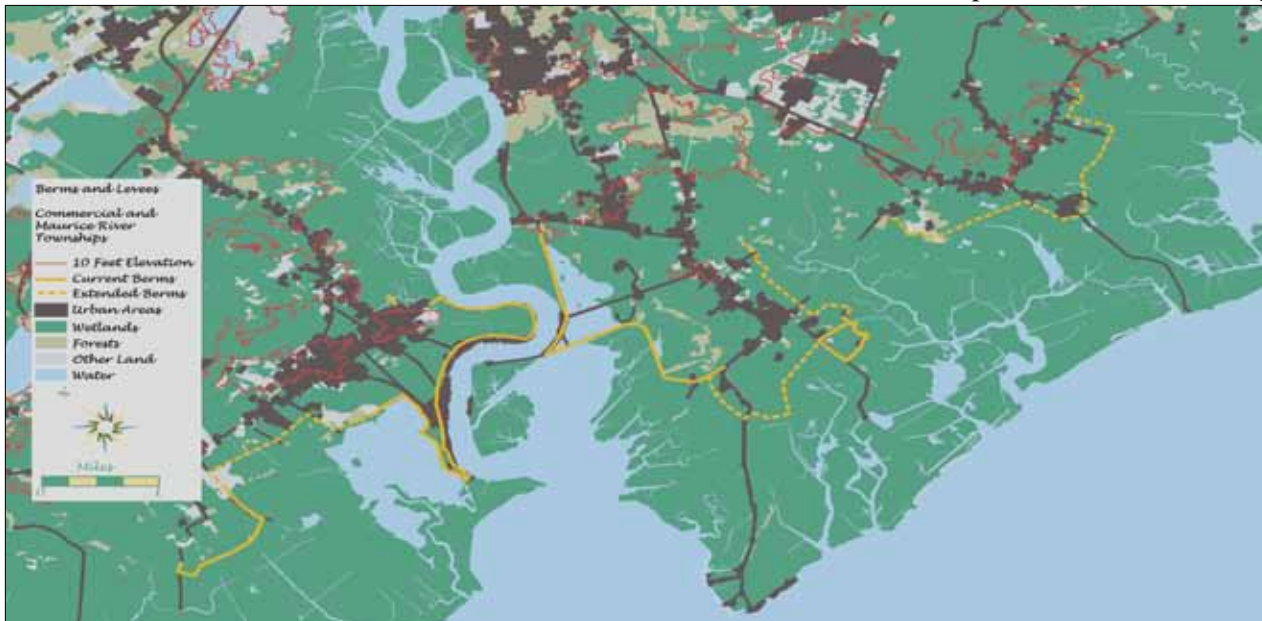 Berms and Levees
Commercial and
Maurice River
Townships
10 Feet Elevation
Current Berms
Extended Berms
Urban Areas
Wetlands
Forests
Other Land
Water
Miles